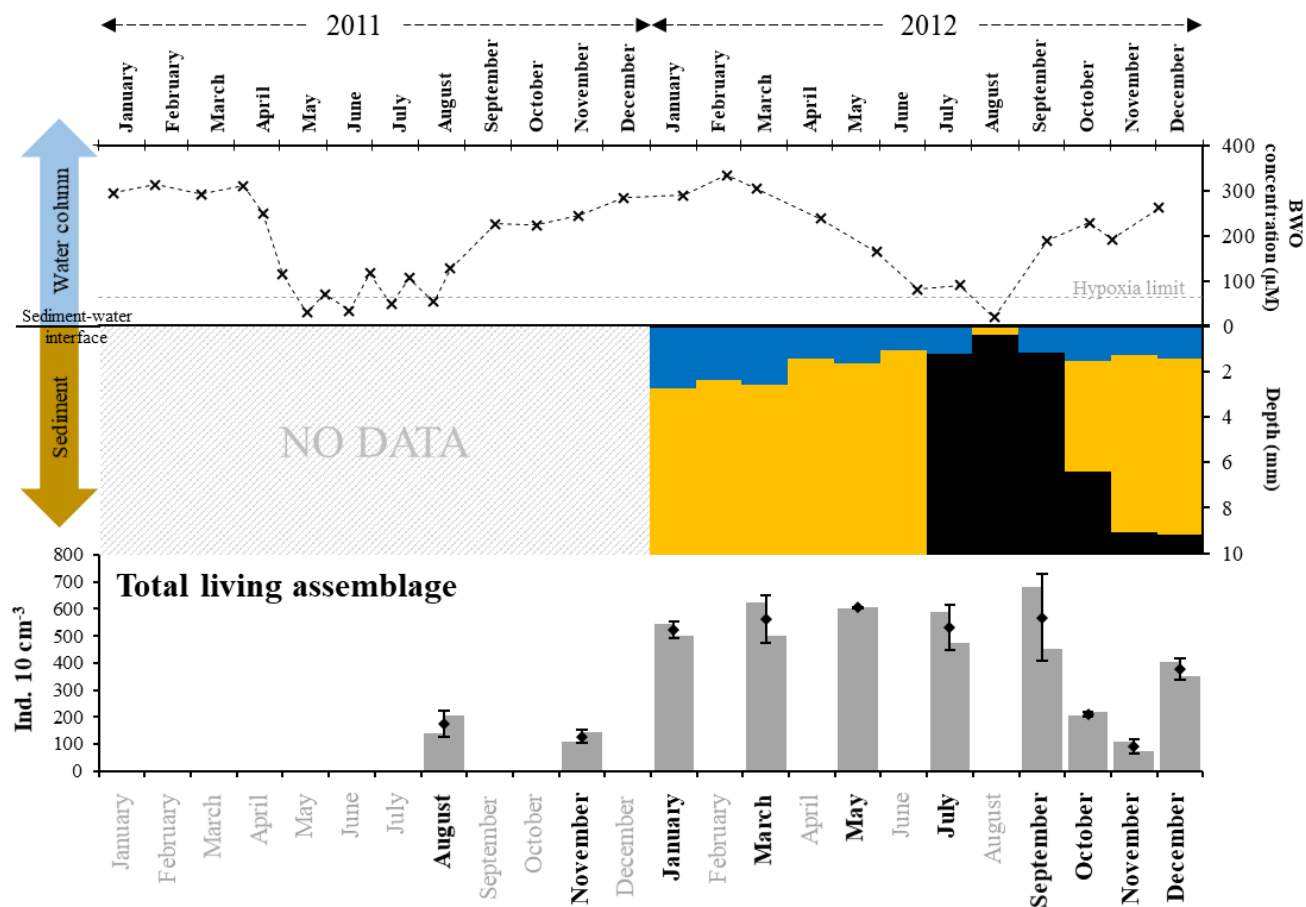 2011
2012
January
February
March
April
May
June
July
August
September
October
November
December
January
February
March
April
May
June
July
August
September
October
November
December
Water column
Sediment-water
interface
Sediment
400
300
200
100
0
BWO
concentration (µM)
Hypoxia limit
NO DATA
2
4
6
8
10
Depth (mm)
Total living assemblage
Ind. 10 cm-3
800
700
600
500
400
300
200
100
0
January
February
March
April
May
June
July
August
September
October
November
December
January
February
March
April
May
June
July
August
September
October
November
December